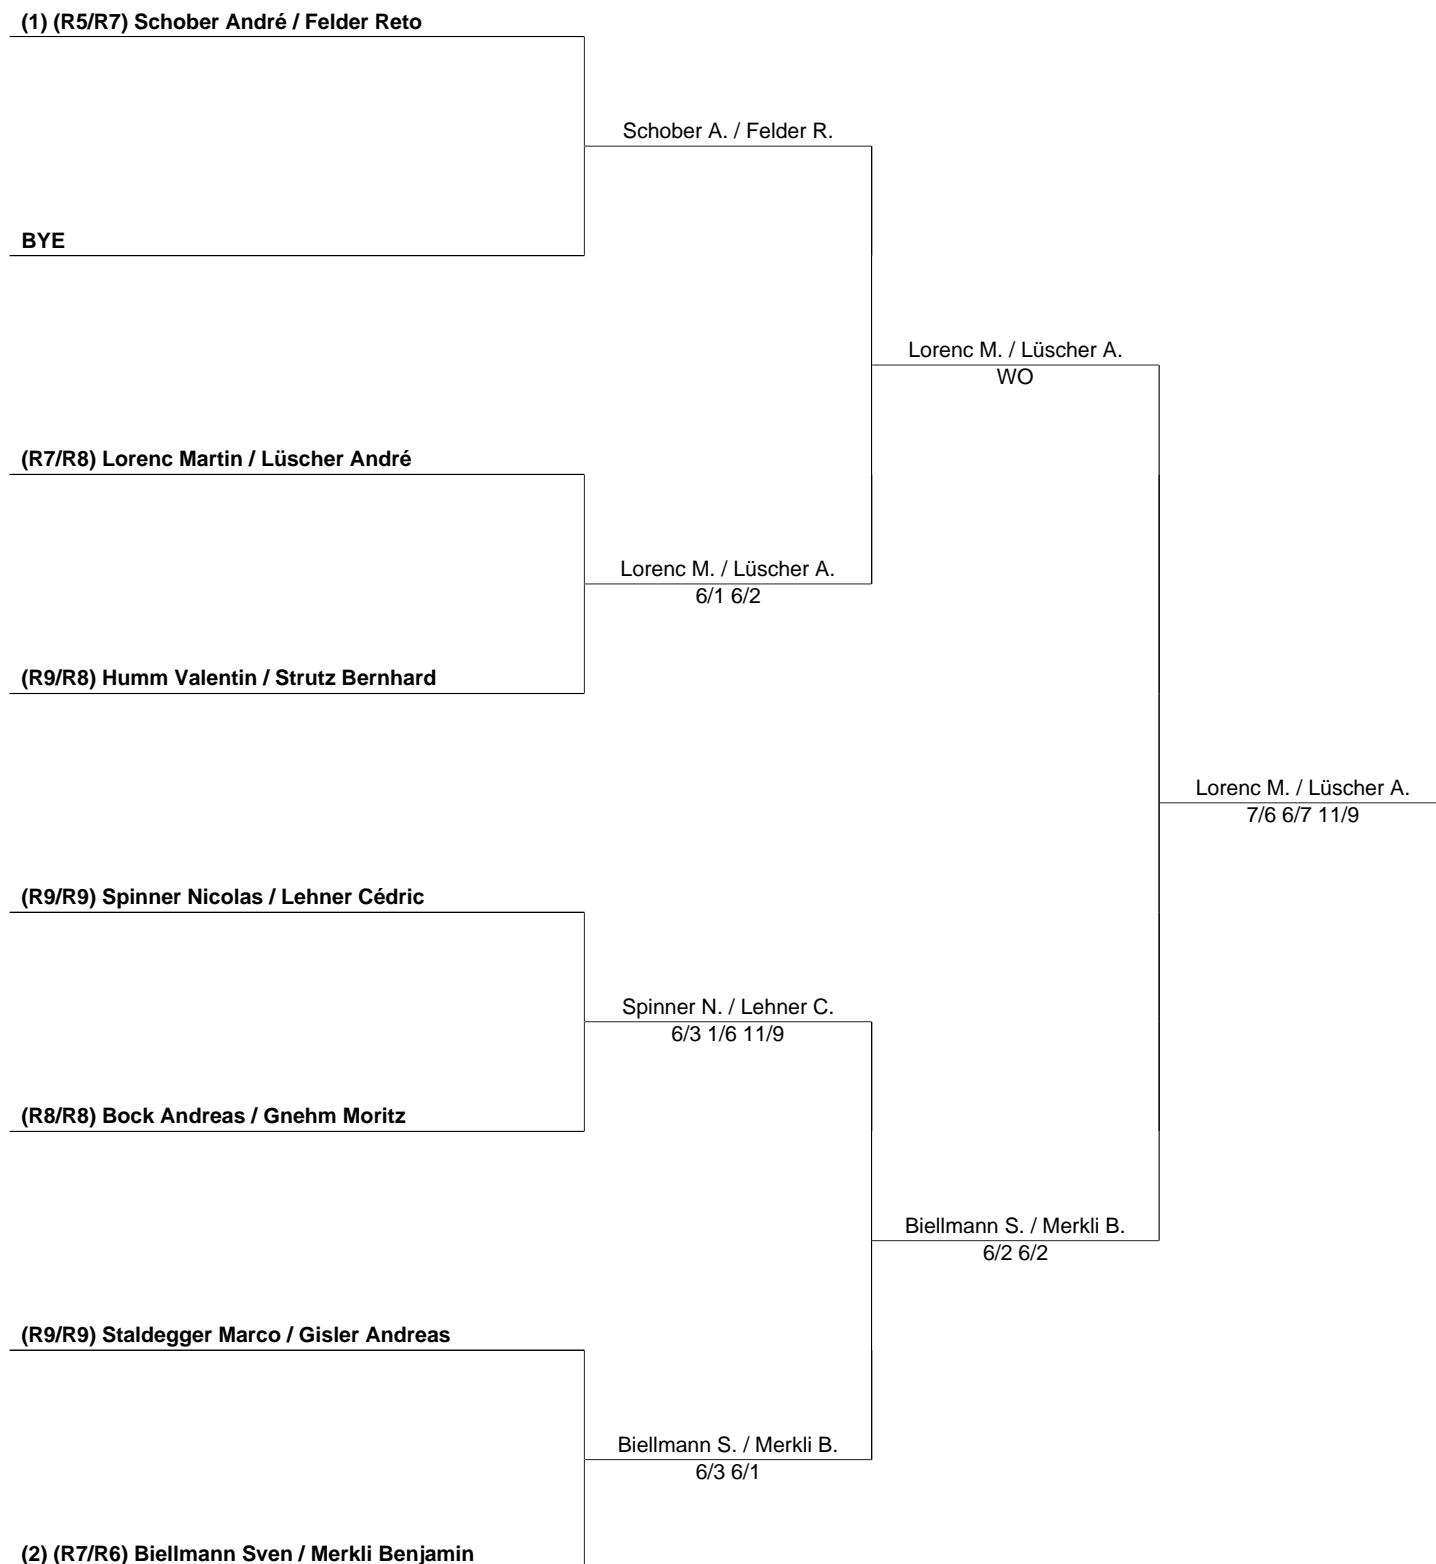 (1) (R5/R7) Schober André / Felder Reto
Schober A. / Felder R.
BYE
Lorenc M. / Lüscher A.
WO
(R7/R8) Lorenc Martin / Lüscher André
Lorenc M. / Lüscher A.
6/1 6/2
(R9/R8) Humm Valentin / Strutz Bernhard
Lorenc M. / Lüscher A.
7/6 6/7 11/9
(R9/R9) Spinner Nicolas / Lehner Cédric
Spinner N. / Lehner C.
6/3 1/6 11/9
(R8/R8) Bock Andreas / Gnehm Moritz
Biellmann S. / Merkli B.
6/2 6/2
(R9/R9) Staldegger Marco / Gisler Andreas
Biellmann S. / Merkli B.
6/3 6/1
(2) (R7/R6) Biellmann Sven / Merkli Benjamin